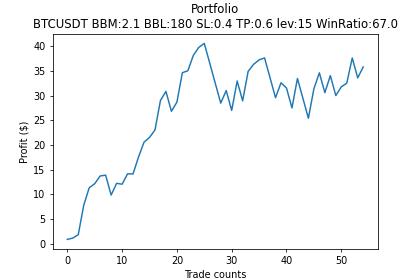 Portfolio
BTCUSDT BBM:2.1 BBL:180 SL:0.4 TP:0.6 lev:15 WinRatio:67.0
40
35
30
25
20
15
10
5
0
Profit ($)
0 10 20 30 40 50
Trade counts